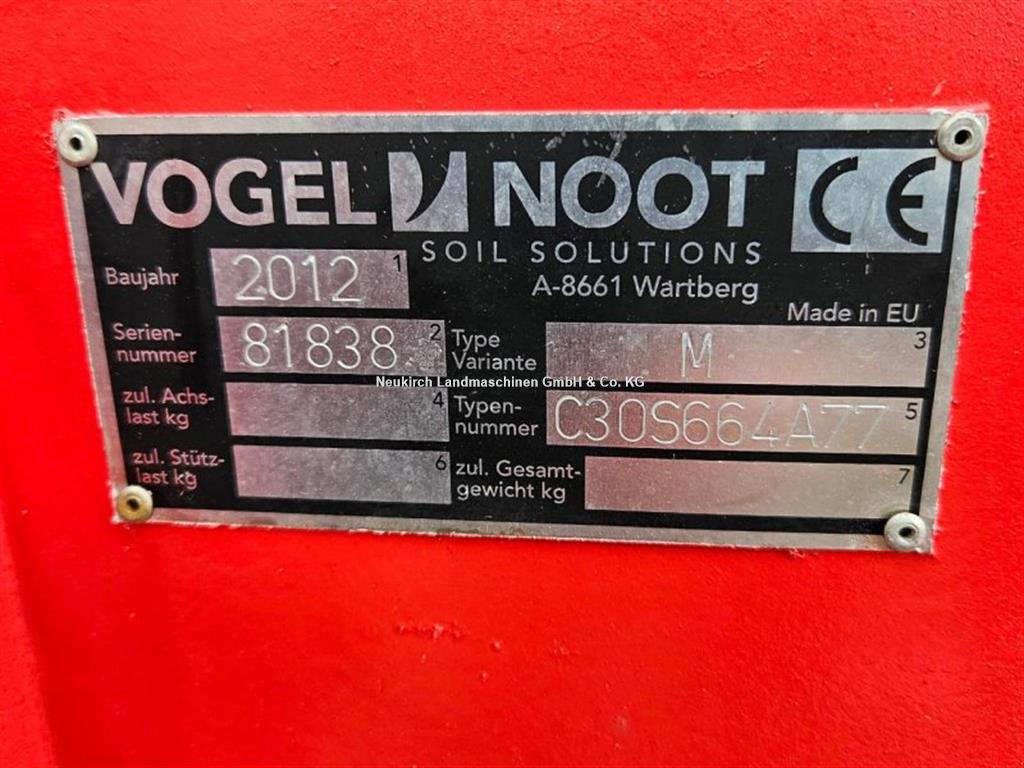 VOGEL NOOT CE
SOIL SOLUTIONS
A-8661 Wartberg
Made in EU
Baujahr 2012 1
Serien-
nummer 81838 2
Type
Variante M 3
zul. Achs-
last kg 4
Typen-
nummer C30S664A77 5
zul. Stütz-
last kg 6
zul. Gesamt-
gewicht kg 7
Neukirch Landmaschinen GmbH & Co. KG